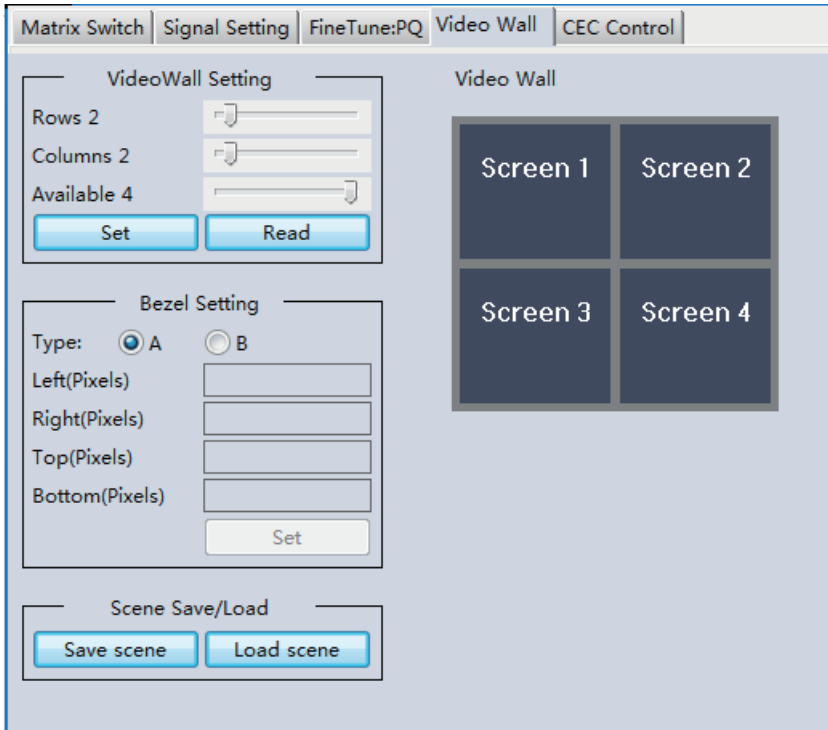 Matrix Switch Signal Setting FineTune:PQ Video Wall CEC Control
VideoWall Setting
Rows 2
Columns 2
Available 4
Set Read
Bezel Setting
Type: A B
Left(Pixels)
Right(Pixels)
Top(Pixels)
Bottom(Pixels)
Set
Scene Save/Load
Save scene Load scene
Video Wall
Screen 1 Screen 2
Screen 3 Screen 4